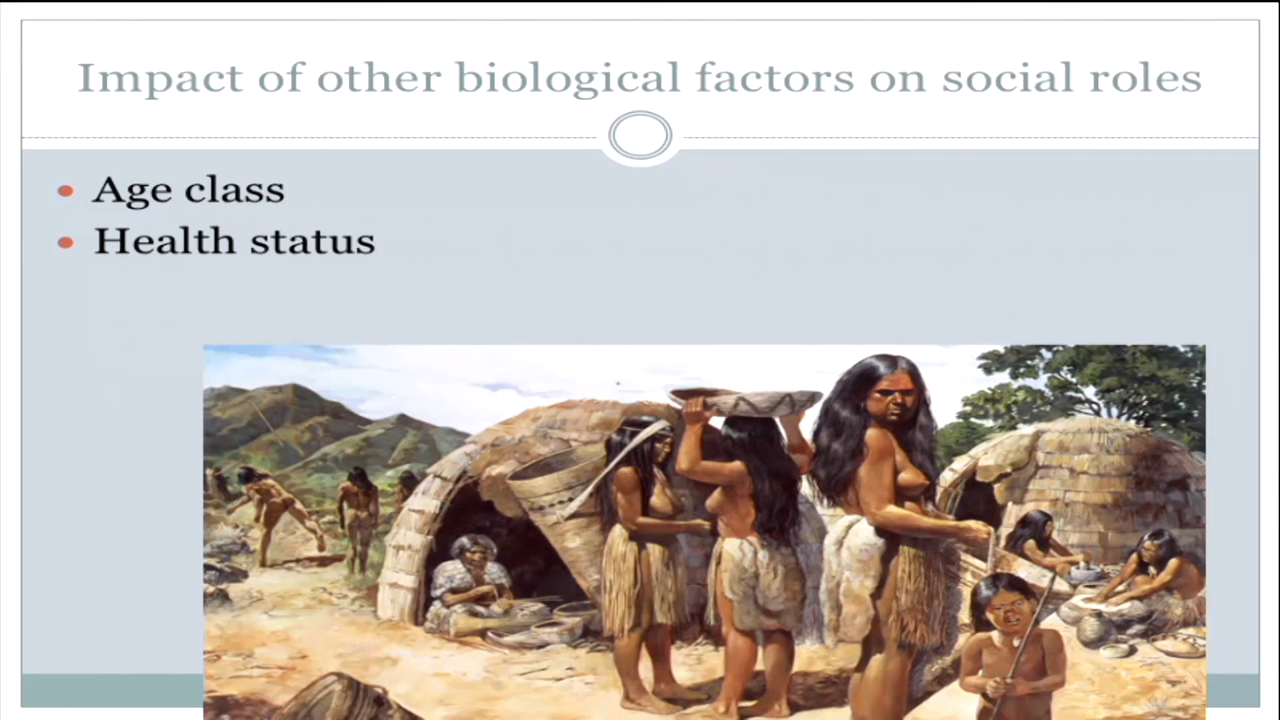 Impact of other biological factors on social roles
Age class
Health status